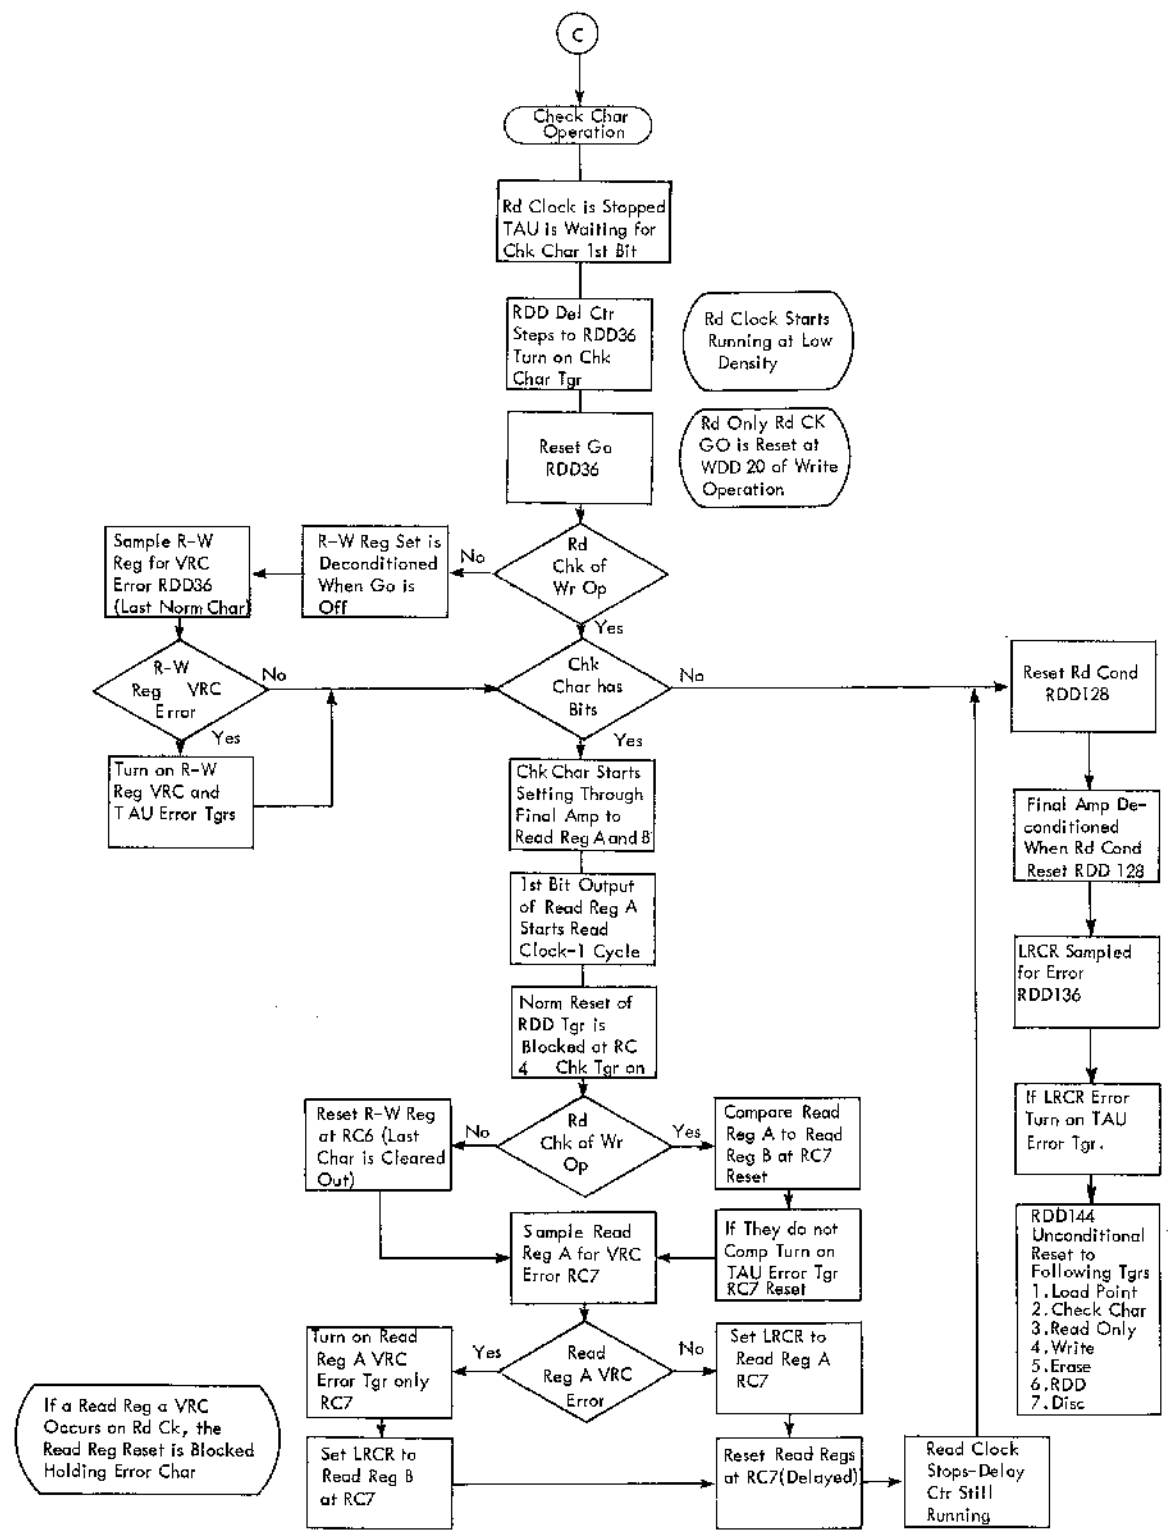 C
Check Char
Operation
Rd Clock is Stopped
TAU is Waiting for
Chk Char 1st Bit
RDD Del Ctr
Steps to RDD36
Turn on Chk
Char Tgr
Rd Clock Starts
Running at Low
Density
Reset Go
RDD36
Rd Only Rd CK
GO is Reset at
WDD 20 of Write
Operation
Rd
Chk of
Wr Op
No
Yes
R-W Reg Set is
Deconditioned
When Go is
Off
Sample R-W
Reg for VRC
Error RDD36
(Last Norm Char)
R-W
Reg VRC
Error
No
Yes
Turn on R-W
Reg VRC and
TAU Error Tgrs
Chk
Char has
Bits
No
Yes
Reset Rd Cond
RDD128
Chk Char Starts
Setting Through
Final Amp to
Read Reg A and B
Final Amp De-
conditioned
When Rd Cond
Reset RDD 128
1st Bit Output
of Read Reg A
Starts Read
Clock-1 Cycle
LRCR Sampled
for Error
RDD136
Norm Reset of
RDD Tgr is
Blocked at RC
4 Chk Tgr on
If LRCR Error
Turn on TAU
Error Tgr.
Rd
Chk of Wr
Op
No
Yes
Reset R-W Reg
at RC6 (Last
Char is Cleared
Out)
Compare Read
Reg A to Read
Reg B at RC7
Reset
Sample Read
Reg A for VRC
Error RC7
If They do not
Comp Turn on
TAU Error Tgr
RC7 Reset
RDD144
Unconditional
Reset to
Following Tgrs
1.Load Point
2.Check Char
3.Read Only
4.Write
5.Erase
6.RDD
7.Disc
Read
Reg A VRC
Error
Yes
No
Turn on Read
Reg A VRC
Error Tgr only
RC7
Set LRCR to
Read Reg A
RC7
If a Read Reg a VRC
Occurs on Rd Ck, the
Read Reg Reset is Blocked
Holding Error Char
Set LRCR to
Read Reg B
at RC7
Reset Read Regs
at RC7(Delayed)
Read Clock
Stops-Delay
Ctr Still
Running